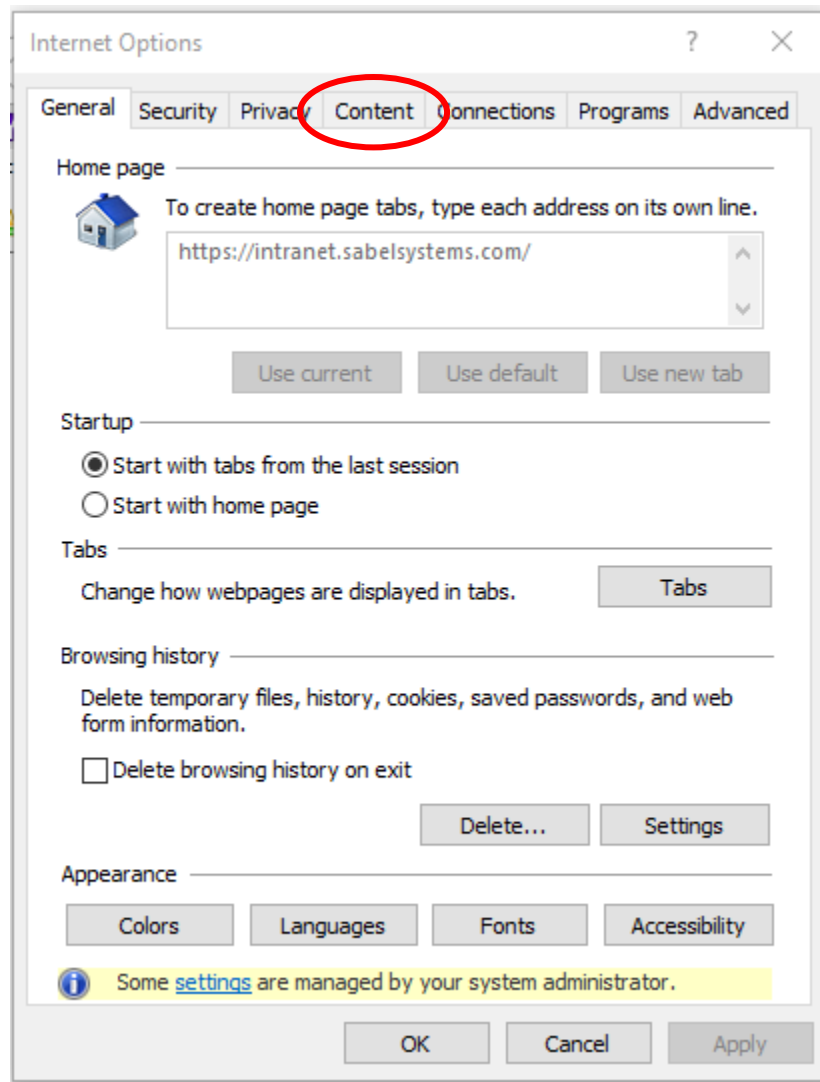 Internet Options ?
General Security Privacy Content Connections Programs Advanced
Home page
To create home page tabs, type each address on its own line.
https://intranet.sabelsystems.com/
Use current Use default Use new tab
Startup
Start with tabs from the last session
Start with home page
Tabs
Change how webpages are displayed in tabs. Tabs
Browsing history
Delete temporary files, history, cookies, saved passwords, and web
form information.
Delete browsing history on exit
Delete... Settings
Appearance
Colors Languages Fonts Accessibility
Some settings are managed by your system administrator.
OK Cancel Apply